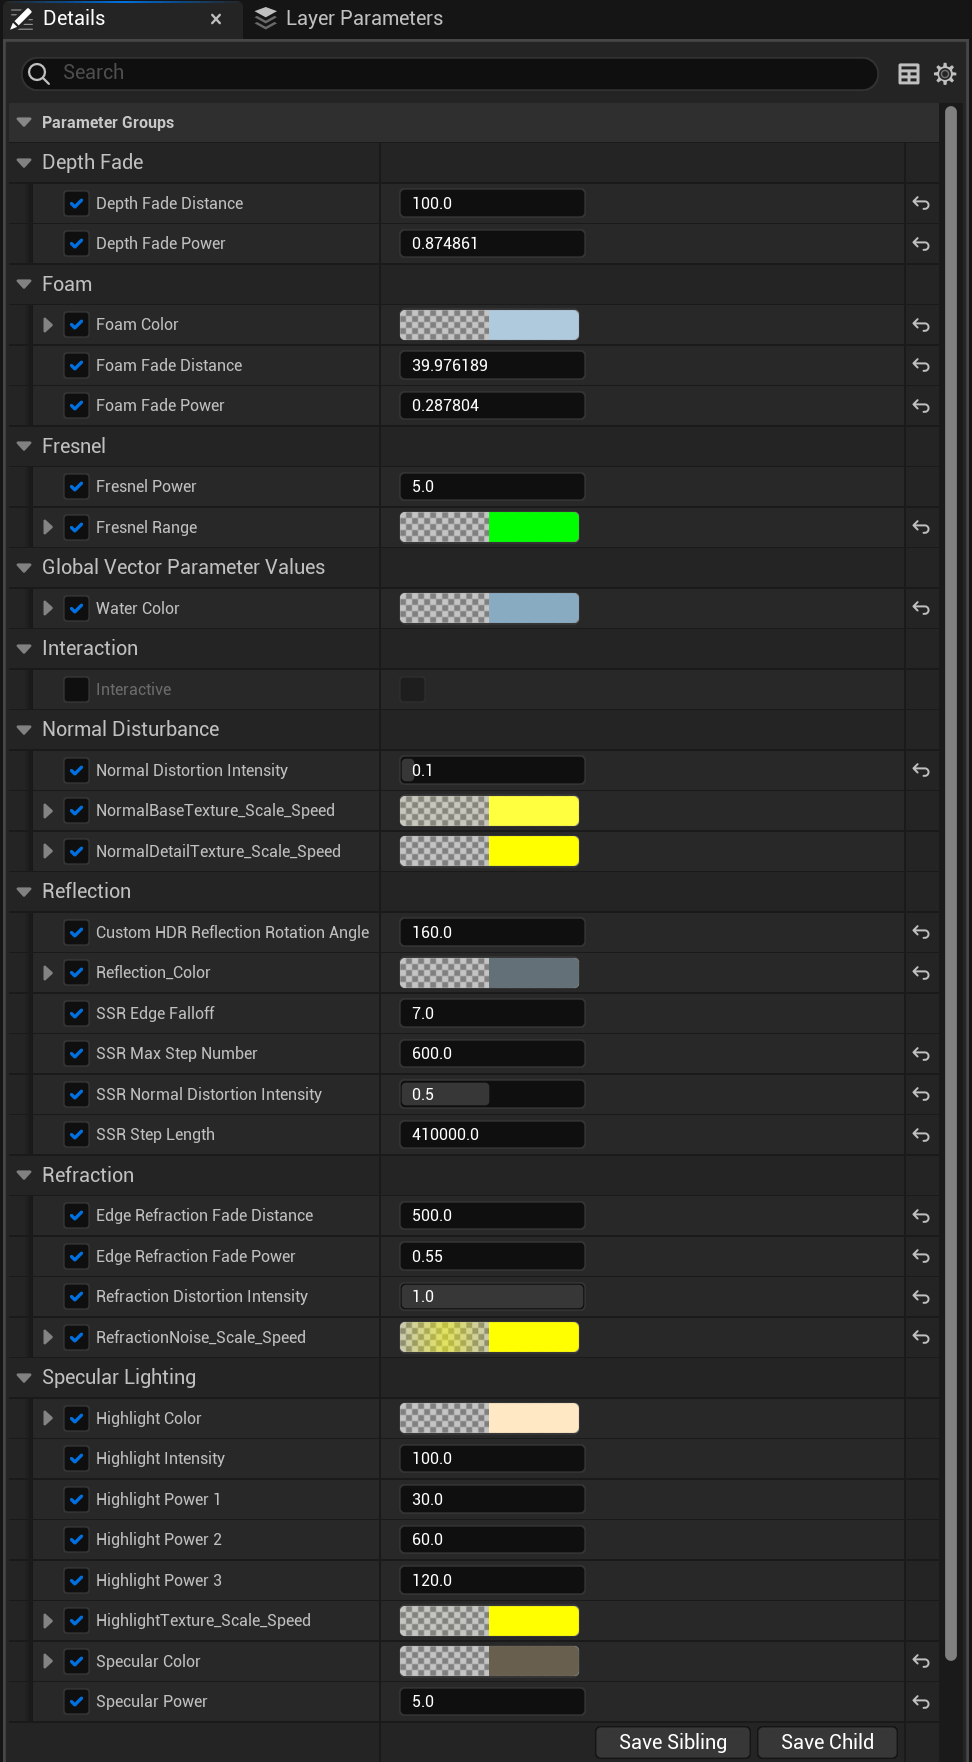 Details × Layer Parameters
Search
Parameter Groups
Depth Fade
Depth Fade Distance 100.0
Depth Fade Power 0.874861
Foam
Foam Color
Foam Fade Distance 39.976189
Foam Fade Power 0.287804
Fresnel
Fresnel Power 5.0
Fresnel Range
Global Vector Parameter Values
Water Color
Interaction
Interactive
Normal Disturbance
Normal Distortion Intensity 0.1
NormalBaseTexture_Scale_Speed
NormalDetailTexture_Scale_Speed
Reflection
Custom HDR Reflection Rotation Angle 160.0
Reflection_Color
SSR Edge Falloff 7.0
SSR Max Step Number 600.0
SSR Normal Distortion Intensity 0.5
SSR Step Length 410000.0
Refraction
Edge Refraction Fade Distance 500.0
Edge Refraction Fade Power 0.55
Refraction Distortion Intensity 1.0
RefractionNoise_Scale_Speed
Specular Lighting
Highlight Color
Highlight Intensity 100.0
Highlight Power 1 30.0
Highlight Power 2 60.0
Highlight Power 3 120.0
HighlightTexture_Scale_Speed
Specular Color
Specular Power 5.0
Save Sibling Save Child